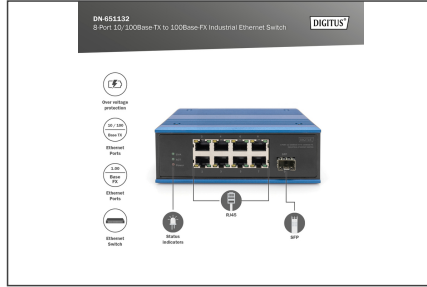 DN-651132
8-Port 10/100Base-TX to 100Base-FX Industrial Ethernet Switch
DIGITUS®
Over voltage
protection
10 / 100
Base TX
Ethernet
Ports
Base
FX
Ethernet
Ports
Ethernet
Switch
Status
Indicators
RJ45
SFP